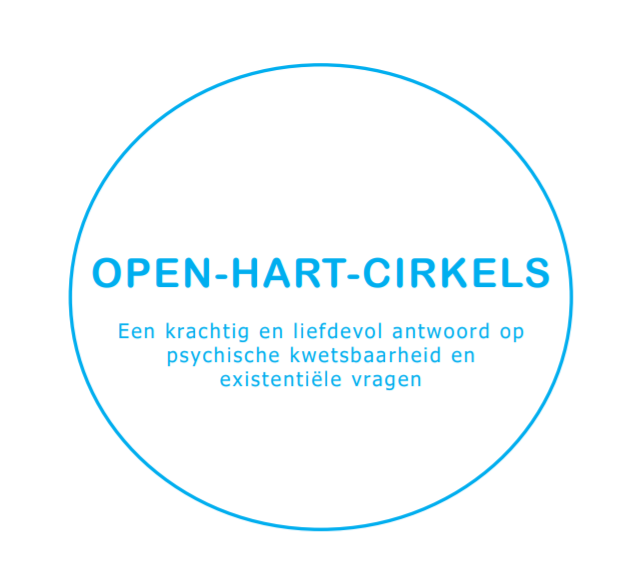 OPEN-HART-CIRKELS
Een krachtig en liefdevol antwoord op
psychische kwetsbaarheid en
existentiële vragen